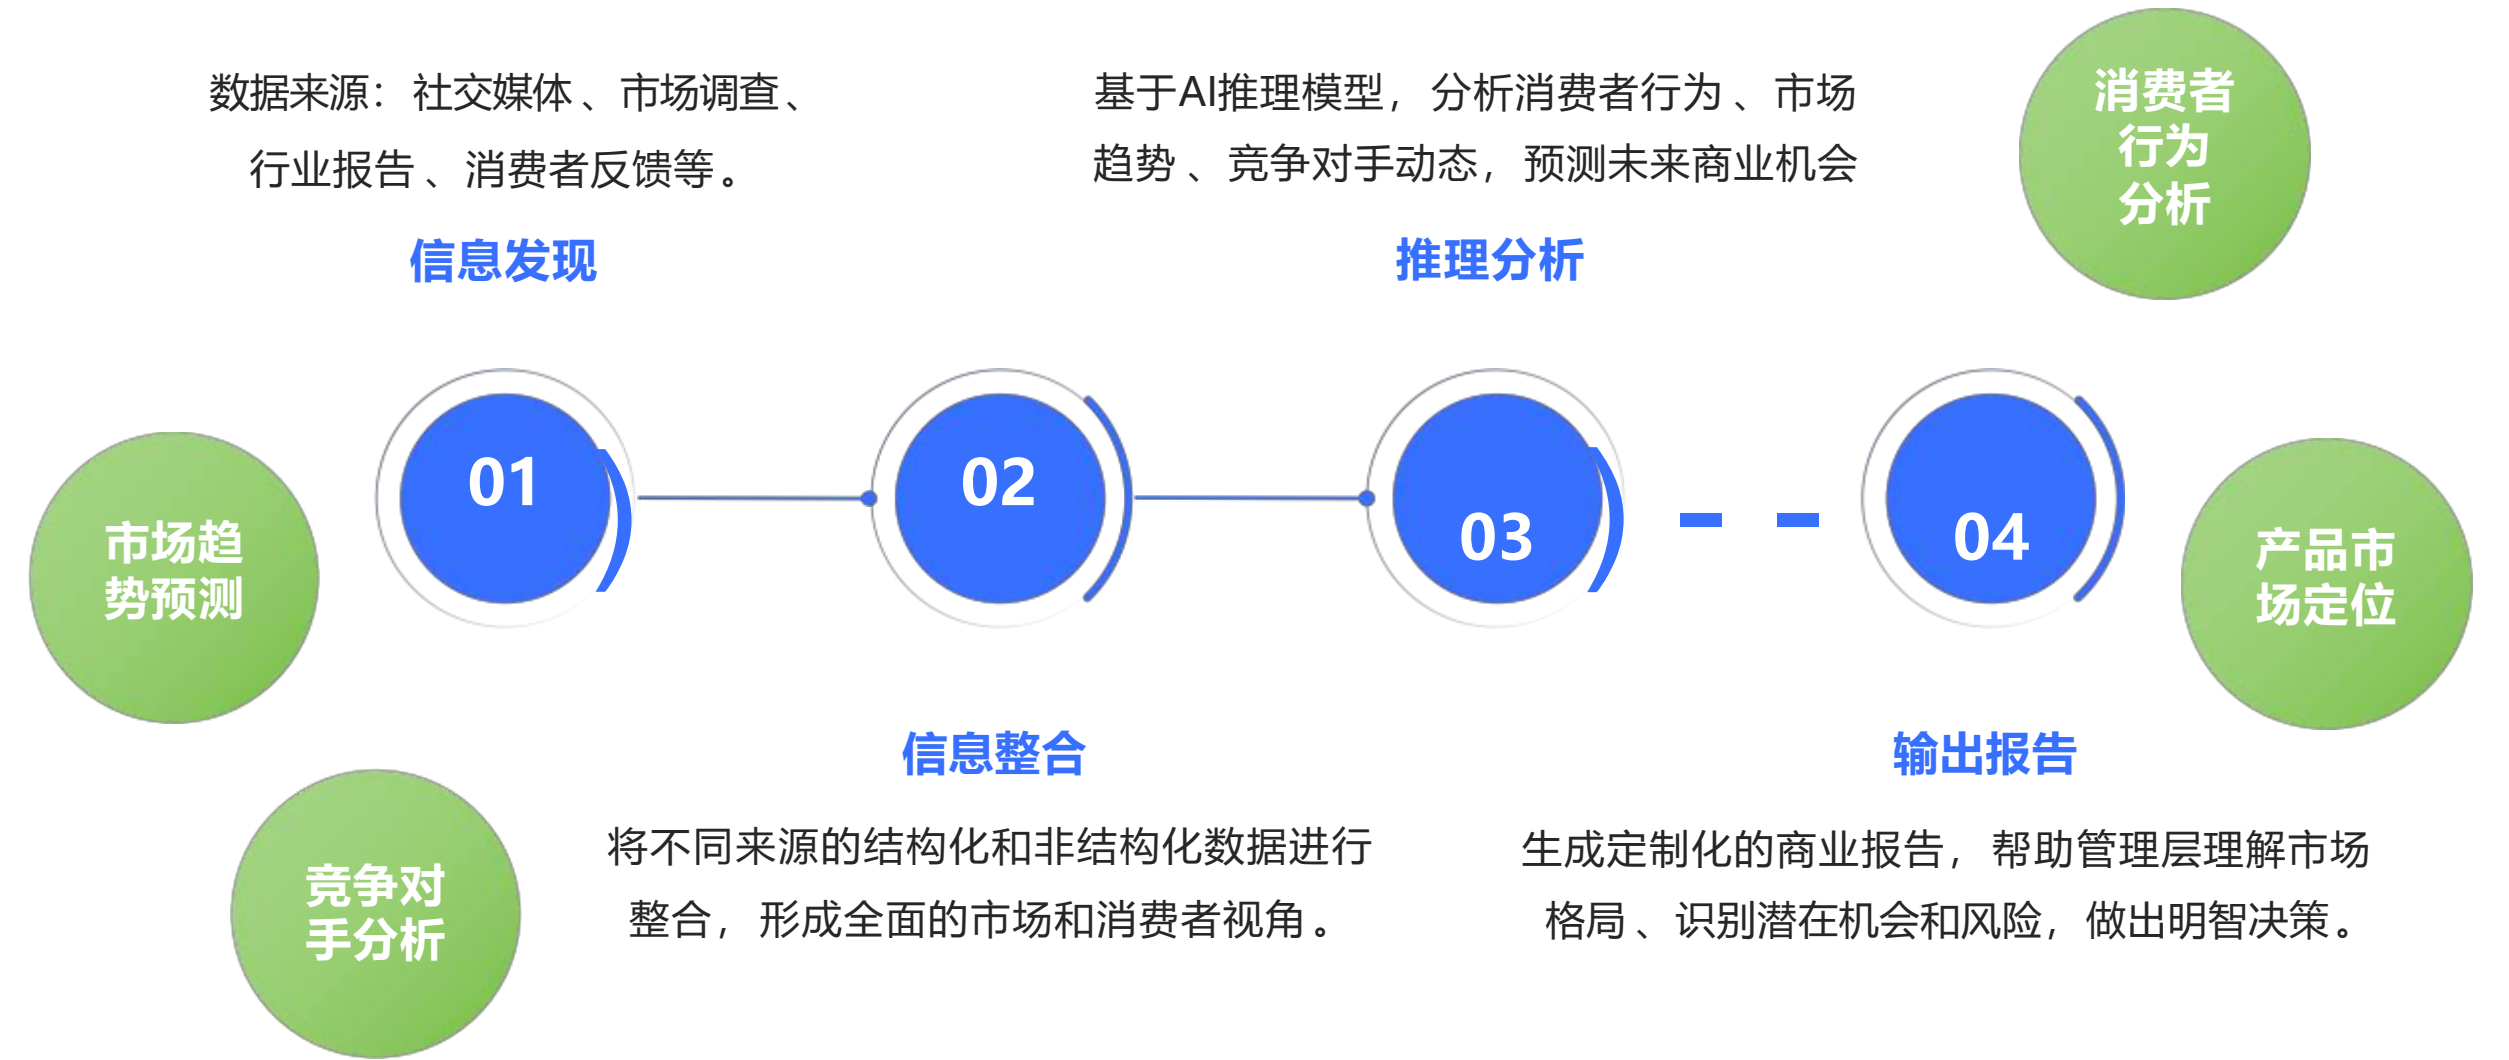 数据来源：社交媒体、市场调查、
行业报告、消费者反馈等。
信息发现
基于AI推理模型，分析消费者行为、市场
趋势、竞争对手动态，预测未来商业机会
推理分析
消费者
行为
分析
01
02
03
04
市场趋
势预测
产品市
场定位
信息整合
将不同来源的结构化和非结构化数据进行
整合，形成全面的市场和消费者视角。
输出报告
生成定制化的商业报告，帮助管理层理解市场
格局、识别潜在机会和风险，做出明智决策。
竞争对
手分析